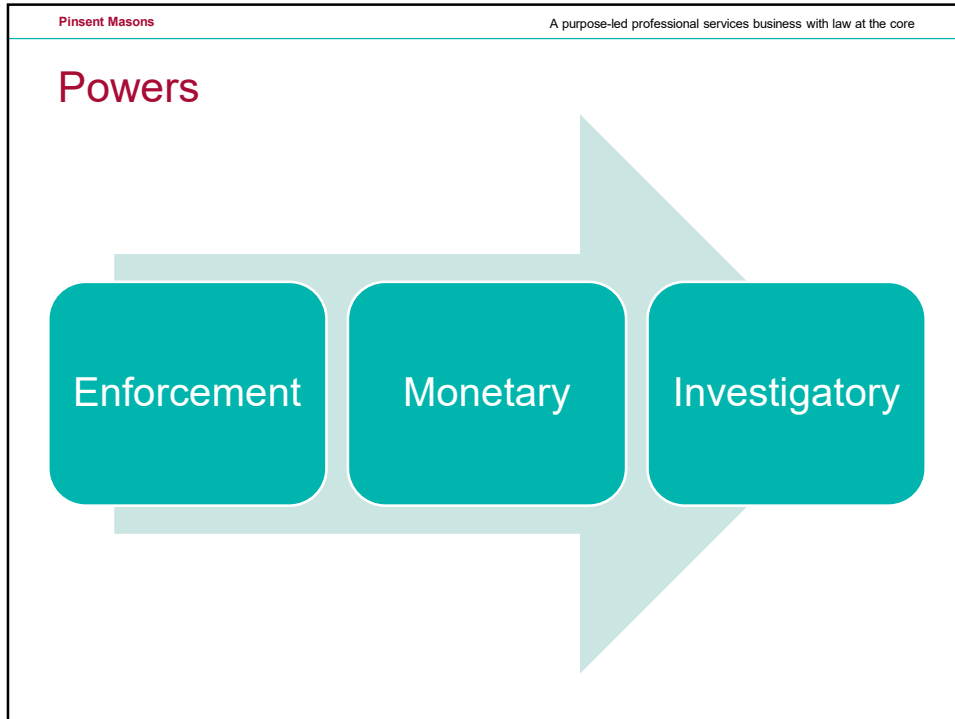 Pinsent Masons
A purpose-led professional services business with law at the core
Powers
Enforcement
Monetary
Investigatory